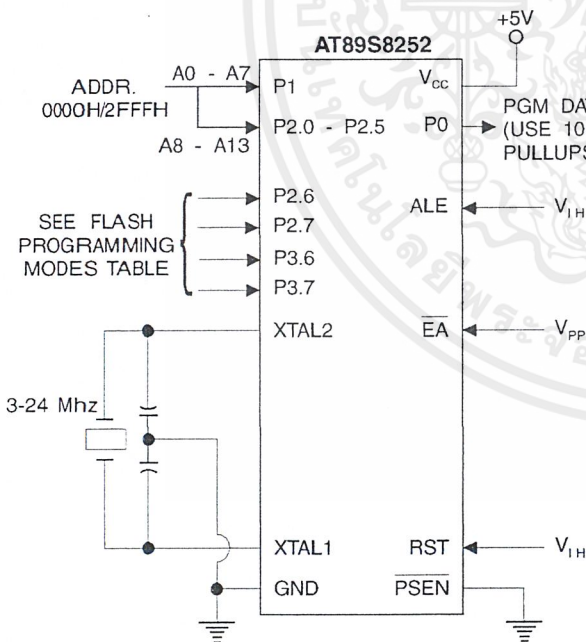 +5V
AT89S8252
ADDR.
0000H/2FFFH
A0 - A7
P1
VCC
A8 - A13
P2.0 - P2.5
P0
PGM DA
(USE 10
PULLUPS
SEE FLASH
PROGRAMMING
MODES TABLE
P2.6
P2.7
P3.6
P3.7
ALE
VIH
XTAL2
EA
VPP
3-24 Mhz
XTAL1
RST
VIH
GND
PSEN